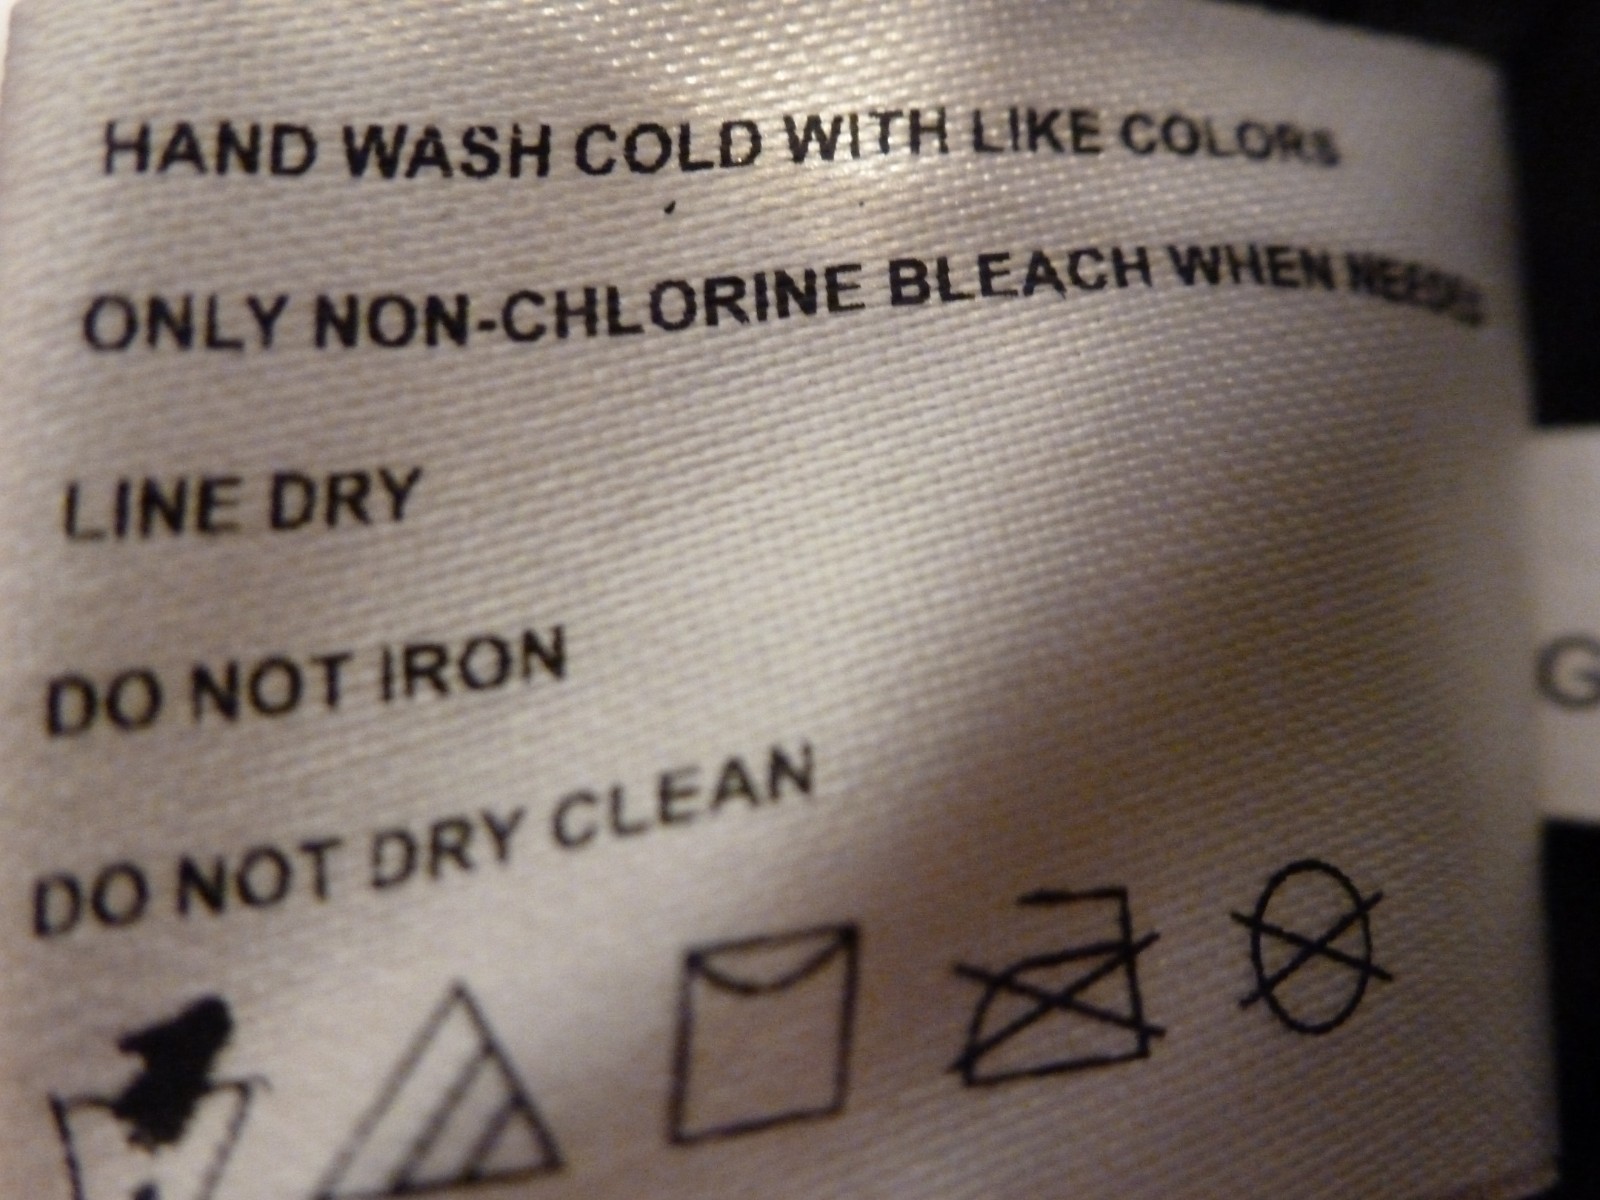 HAND WASH COLD WITH LIKE COLORS
ONLY NON-CHLORINE BLEACH WHEN NEEDED
LINE DRY
DO NOT IRON
G
DO NOT DRY CLEAN